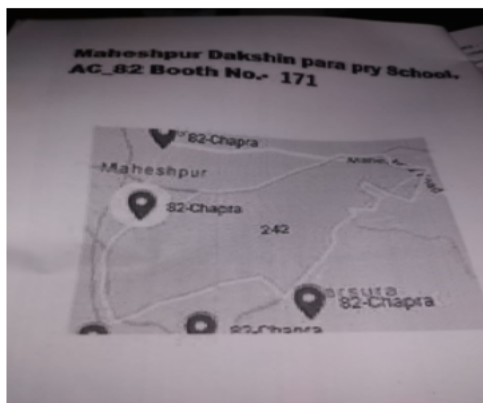 Maheshpur Dakshin para pry School.
AC_82 Booth No.- 171
82-Chapra
Maheshpur
82-Chapra
242
82-Chapra
82-Chapra